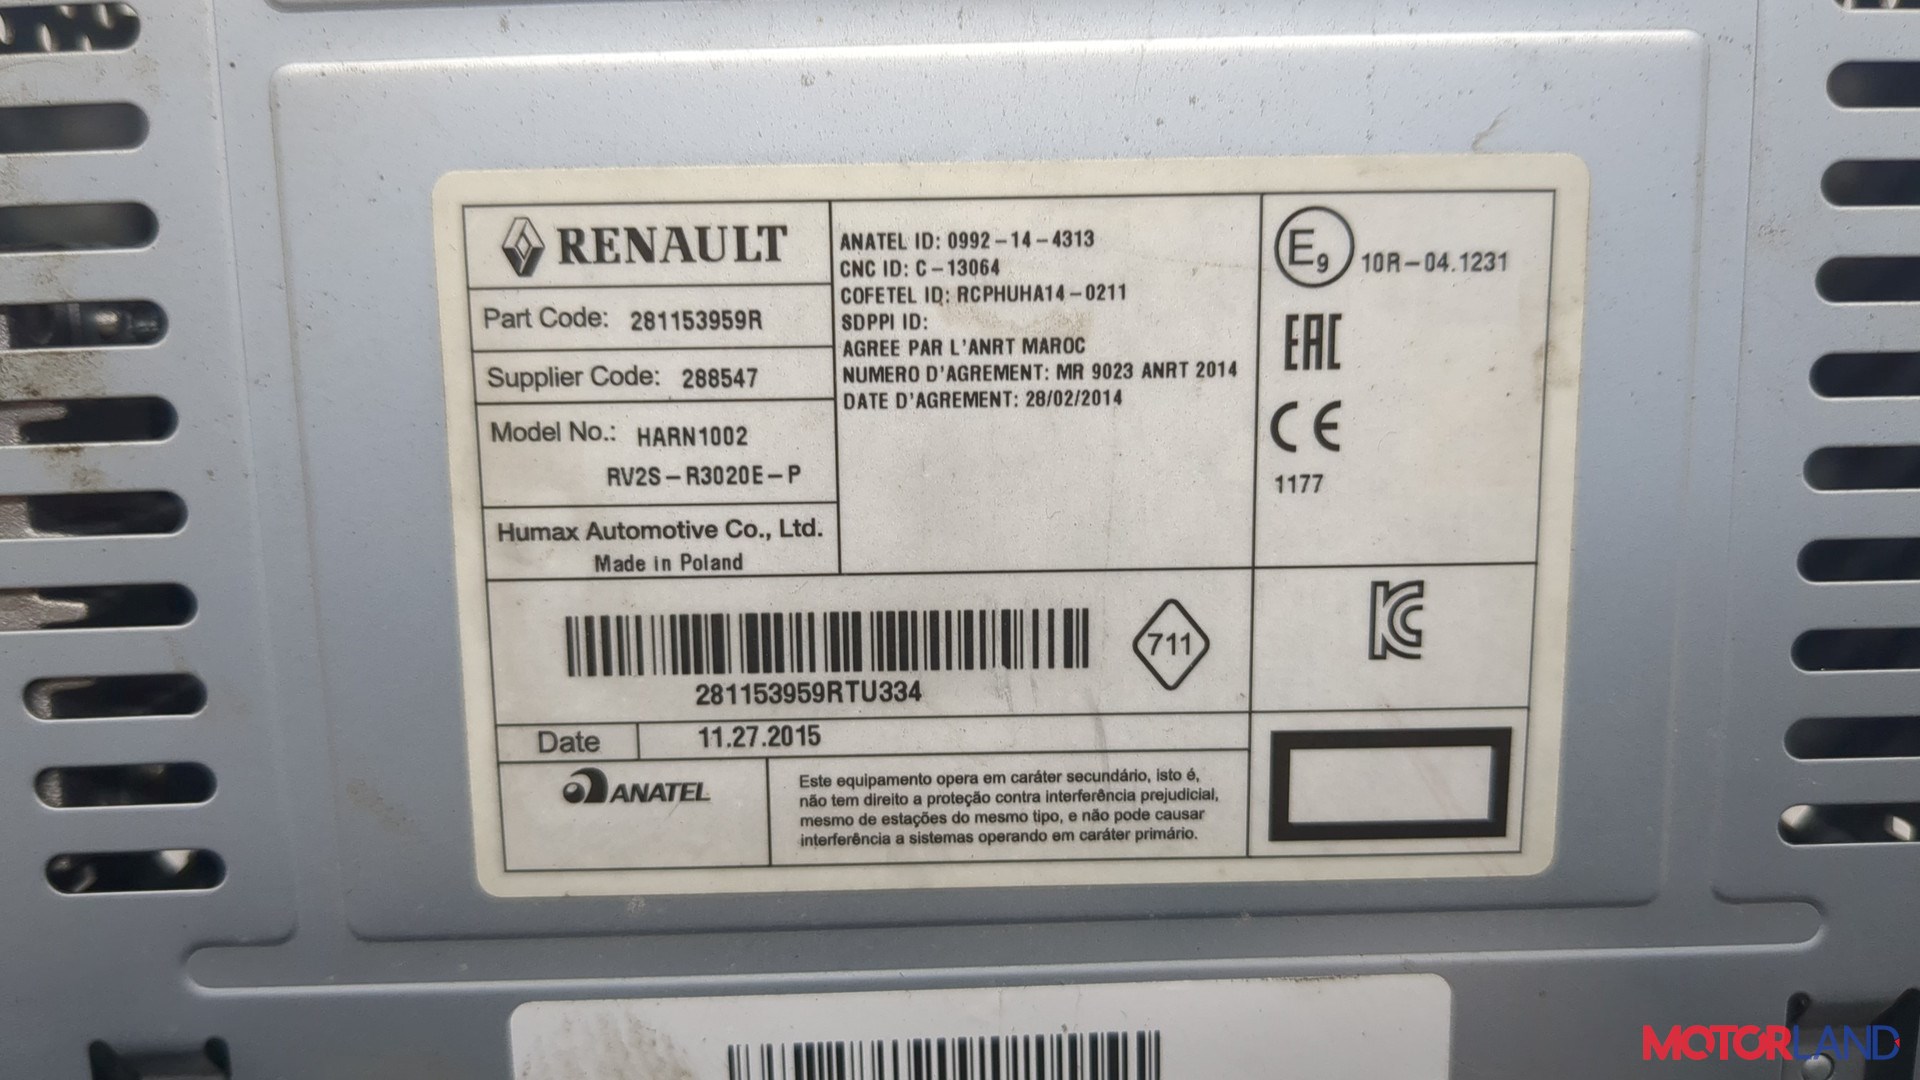 RENAULT
Part Code: 281153959R
Supplier Code: 288547
Model No.: HARN1002
RV2S-R3020E-P
Humax Automotive Co., Ltd.
Made in Poland
ANATEL ID: 0992-14-4313
CNC ID: C-13064
COFETEL ID: RCPHUHA14-0211
SDPPI ID:
AGREE PAR L'ANRT MAROC
NUMERO D'AGREMENT: MR 9023 ANRT 2014
DATE D'AGREMENT: 28/02/2014
E9 10R-04.1231
EAC
CE
1177
281153959RTU334
711
KC
Date 11.27.2015
ANATEL
Este equipamento opera em caráter secundário, isto é,
não tem direito a proteção contra interferência prejudicial,
mesmo de estações do mesmo tipo, e não pode causar
interferência a sistemas operando em caráter primário.
MOTORLAND